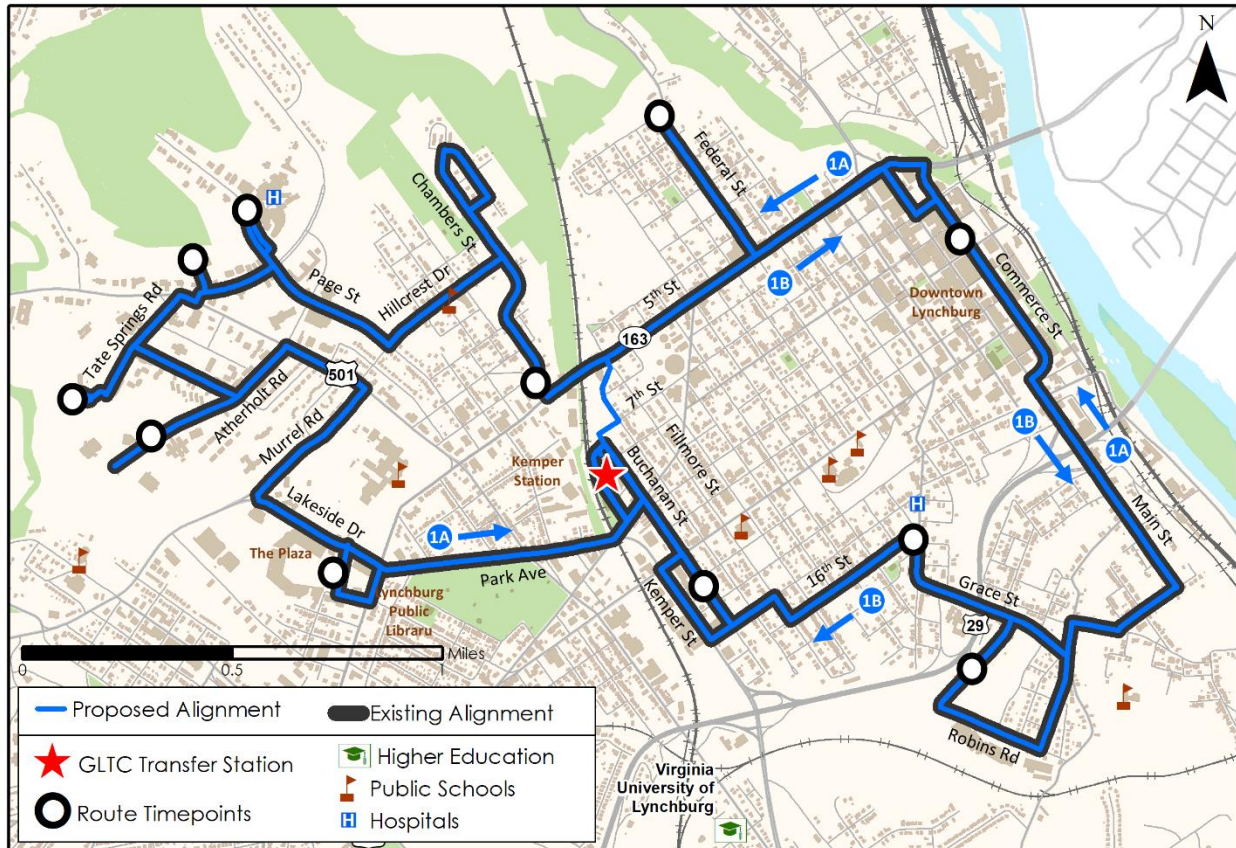 N
1A
Federal St
Chambers St
H
1B
Commerce St
Page St
Hillcrest Dr
5th St
Downtown
Lynchburg
Tate Springs Rd
163
501
7th St
Atherholt Rd
Fillmore St
Murrel Rd
Kemper
Station
Buchanan St
1B
1A
H
Main St
Lakeside Dr
1A
The Plaza
Park Ave
16th St
Kemper St
Grace St
1B
Lynchburg
Public
Libraru
29
Miles
0
0.5
1
Robins Rd
Proposed Alignment
Existing Alignment
GLTC Transfer Station
Higher Education
Public Schools
Route Timepoints
H
Hospitals
Virginia
University of
Lynchburg